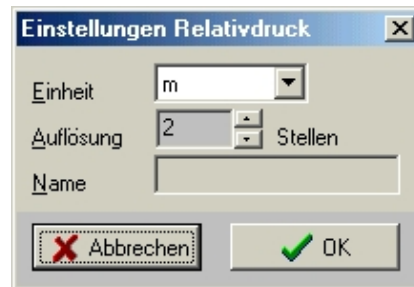 Einstellungen Relativdruck
Einheit m
Auflösung 2 Stellen
Name
Abbrechen OK